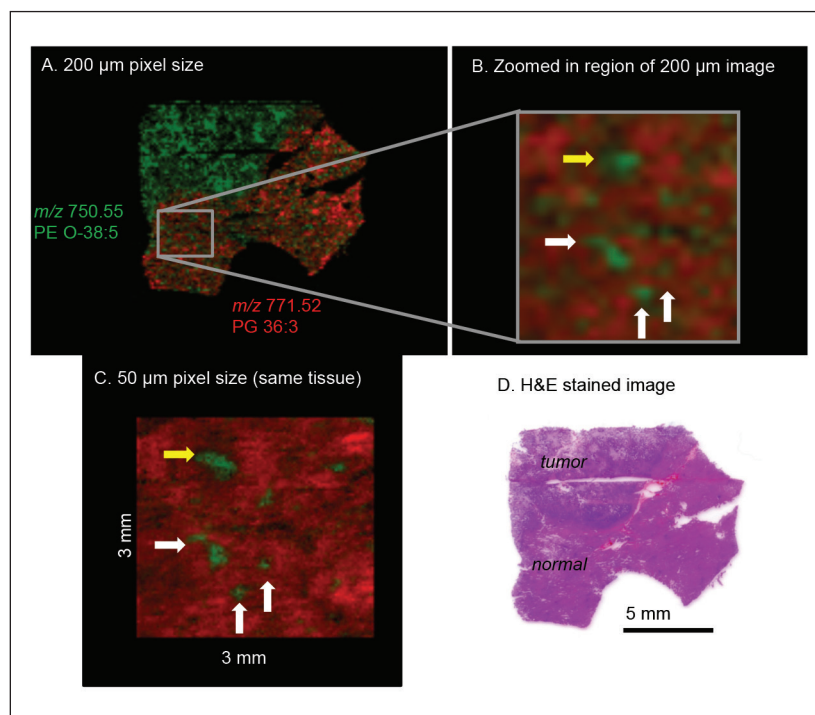 A. 200 µm pixel size
m/z 750.55
PE O-38:5
m/z 771.52
PG 36:3
B. Zoomed in region of 200 µm image
C. 50 µm pixel size (same tissue)
3 mm
3 mm
D. H&E stained image
tumor
normal
5 mm